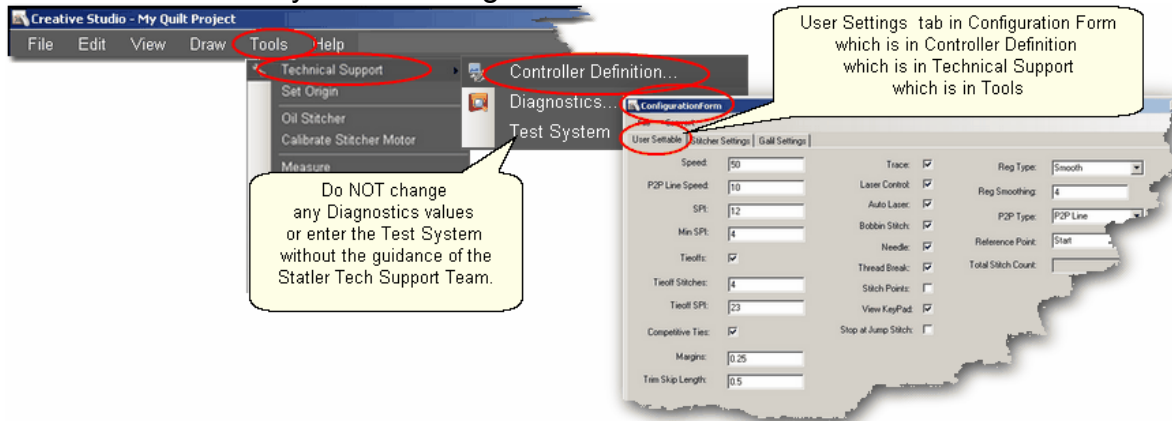 Creative Studio - My Quilt Project
File Edit View Draw Tools Help
Technical Support
Set Origin
Oil Stitcher
Calibrate Stitcher Motor
Measure
Controller Definition...
Diagnostics...
Test System
User Settings tab in Configuration Form
which is in Controller Definition
which is in Technical Support
which is in Tools
Do NOT change
any Diagnostics values
or enter the Test System
without the guidance of the
Statler Tech Support Team.
ConfigurationForm
User Settable Stitcher Settings Galil Settings
Speed: 50
P2P Line Speed: 10
SPI: 12
Min SPI: 4
Tieoffs:
Tieoff Stitches: 4
Tieoff SPI: 23
Competitive Ties:
Margins: 0.25
Trim Skip Length: 0.5
Trace:
Laser Control:
Auto Laser:
Bobbin Stitch:
Needle:
Thread Break:
Stitch Points:
View KeyPad:
Stop at Jump Stitch:
Reg Type: Smooth
Reg Smoothing: 4
P2P Type: P2P Line
Reference Point: Start
Total Stitch Count: